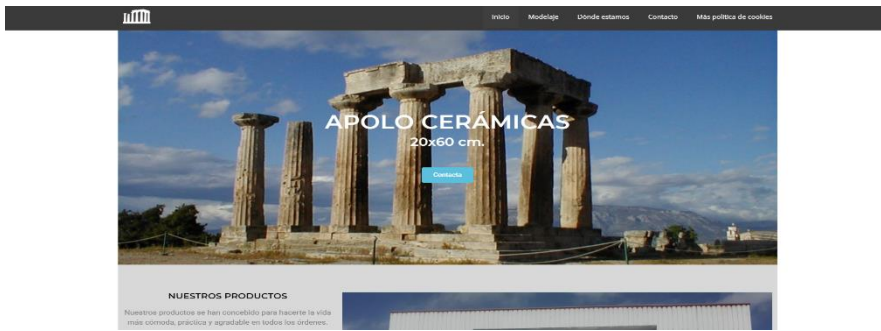 Inicio Modelaje Dónde estamos Contacto Más política de cookies
APOLO CERÁMICAS
20x60 cm.
Contacta
NUESTROS PRODUCTOS
Nuestros productos se han concebido para hacerte la vida
más cómoda, práctica y agradable en todos los órdenes.